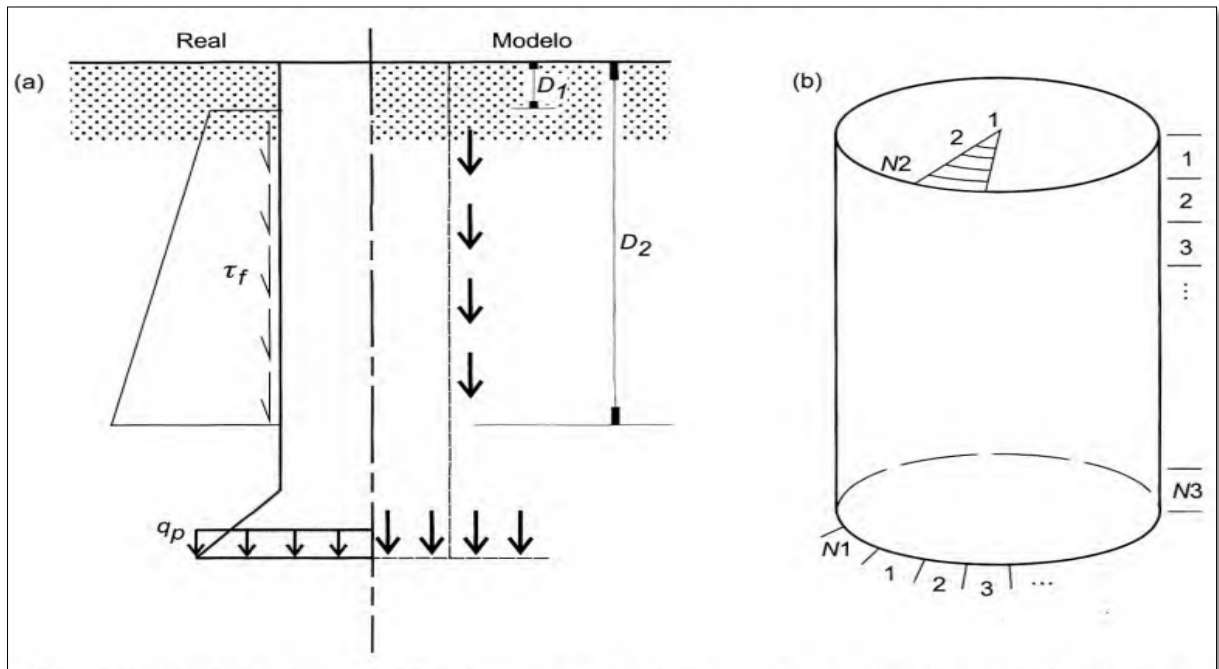 Real
Modelo
(a)
D1
D2
τf
qp
(b)
1
2
N2
1
2
3
⋮
N3
N1
1
2
3
...